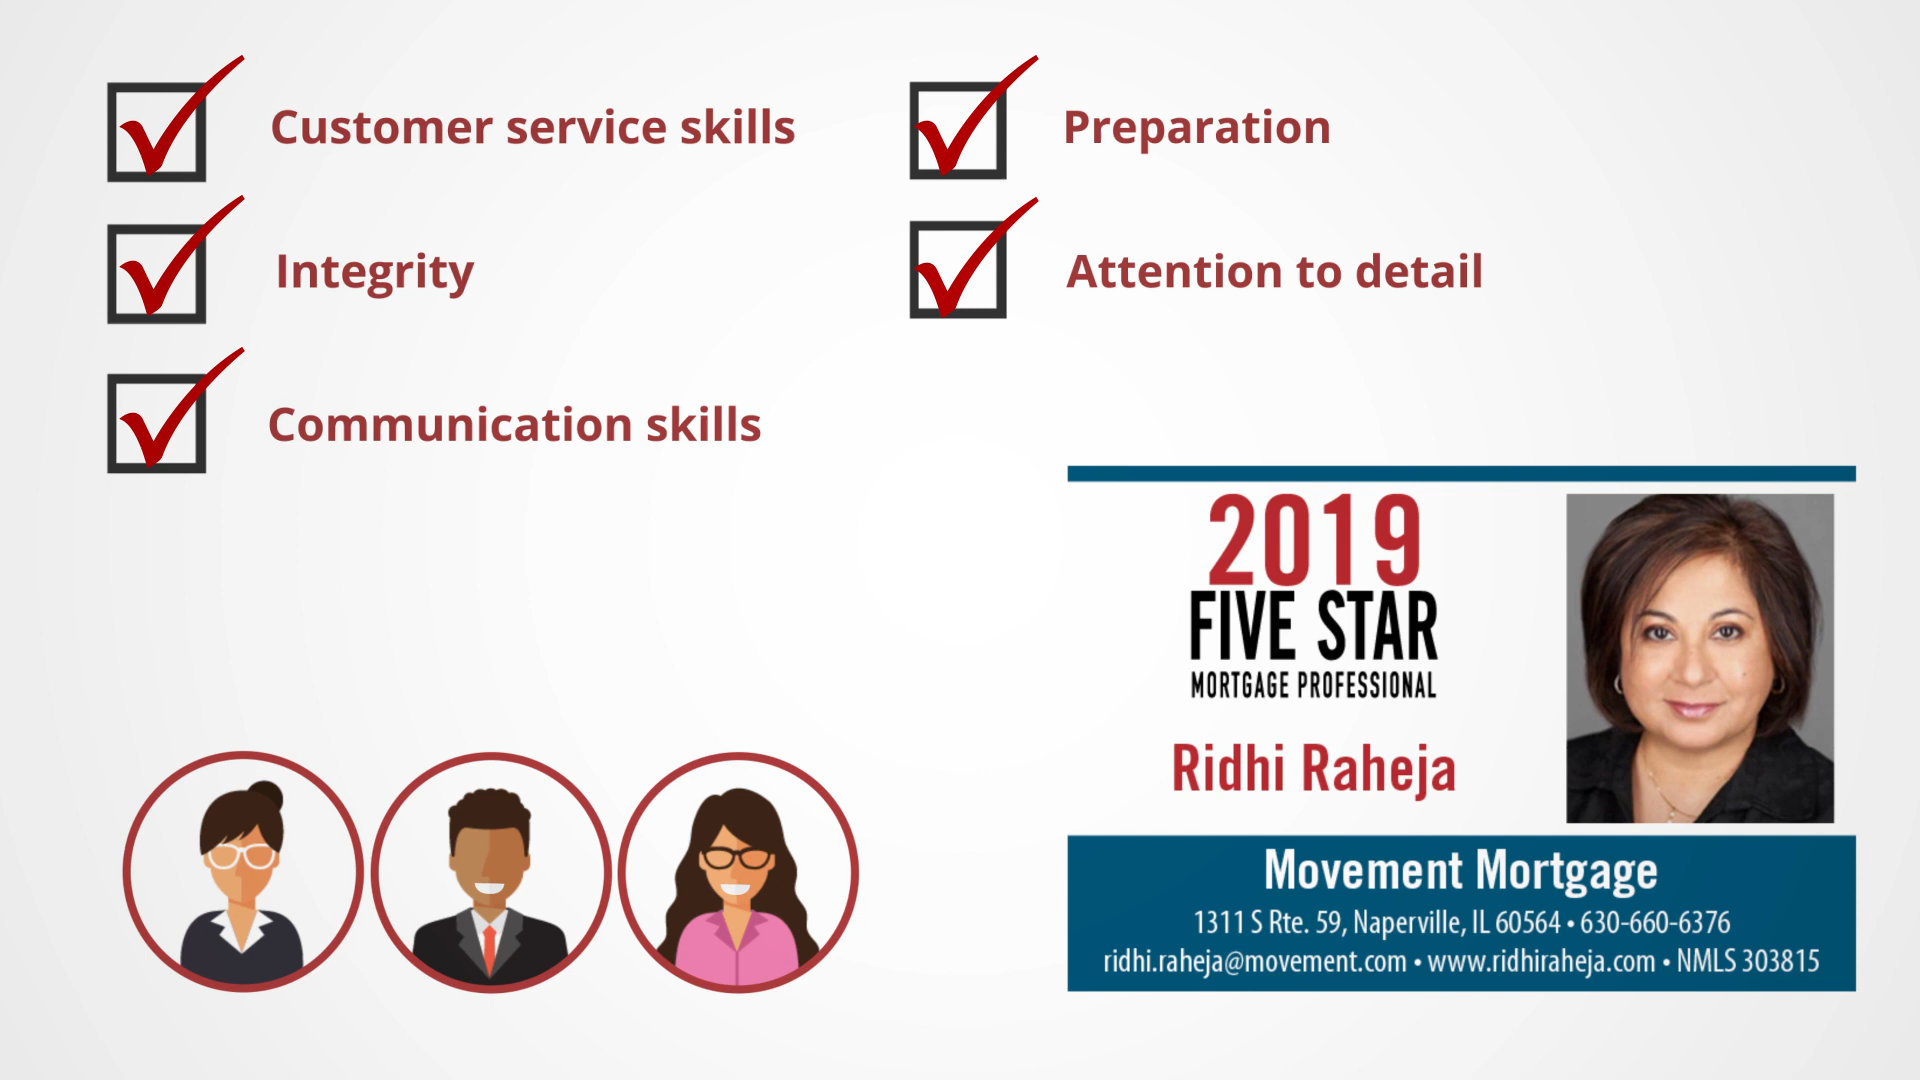 Customer service skills
Integrity
Communication skills
Preparation
Attention to detail
2019
FIVE STAR
MORTGAGE PROFESSIONAL
Ridhi Raheja
Movement Mortgage
1311 S Rte. 59, Naperville, IL 60564 • 630-660-6376
ridhi.raheja@movement.com • www.ridhiraheja.com • NMLS 303815